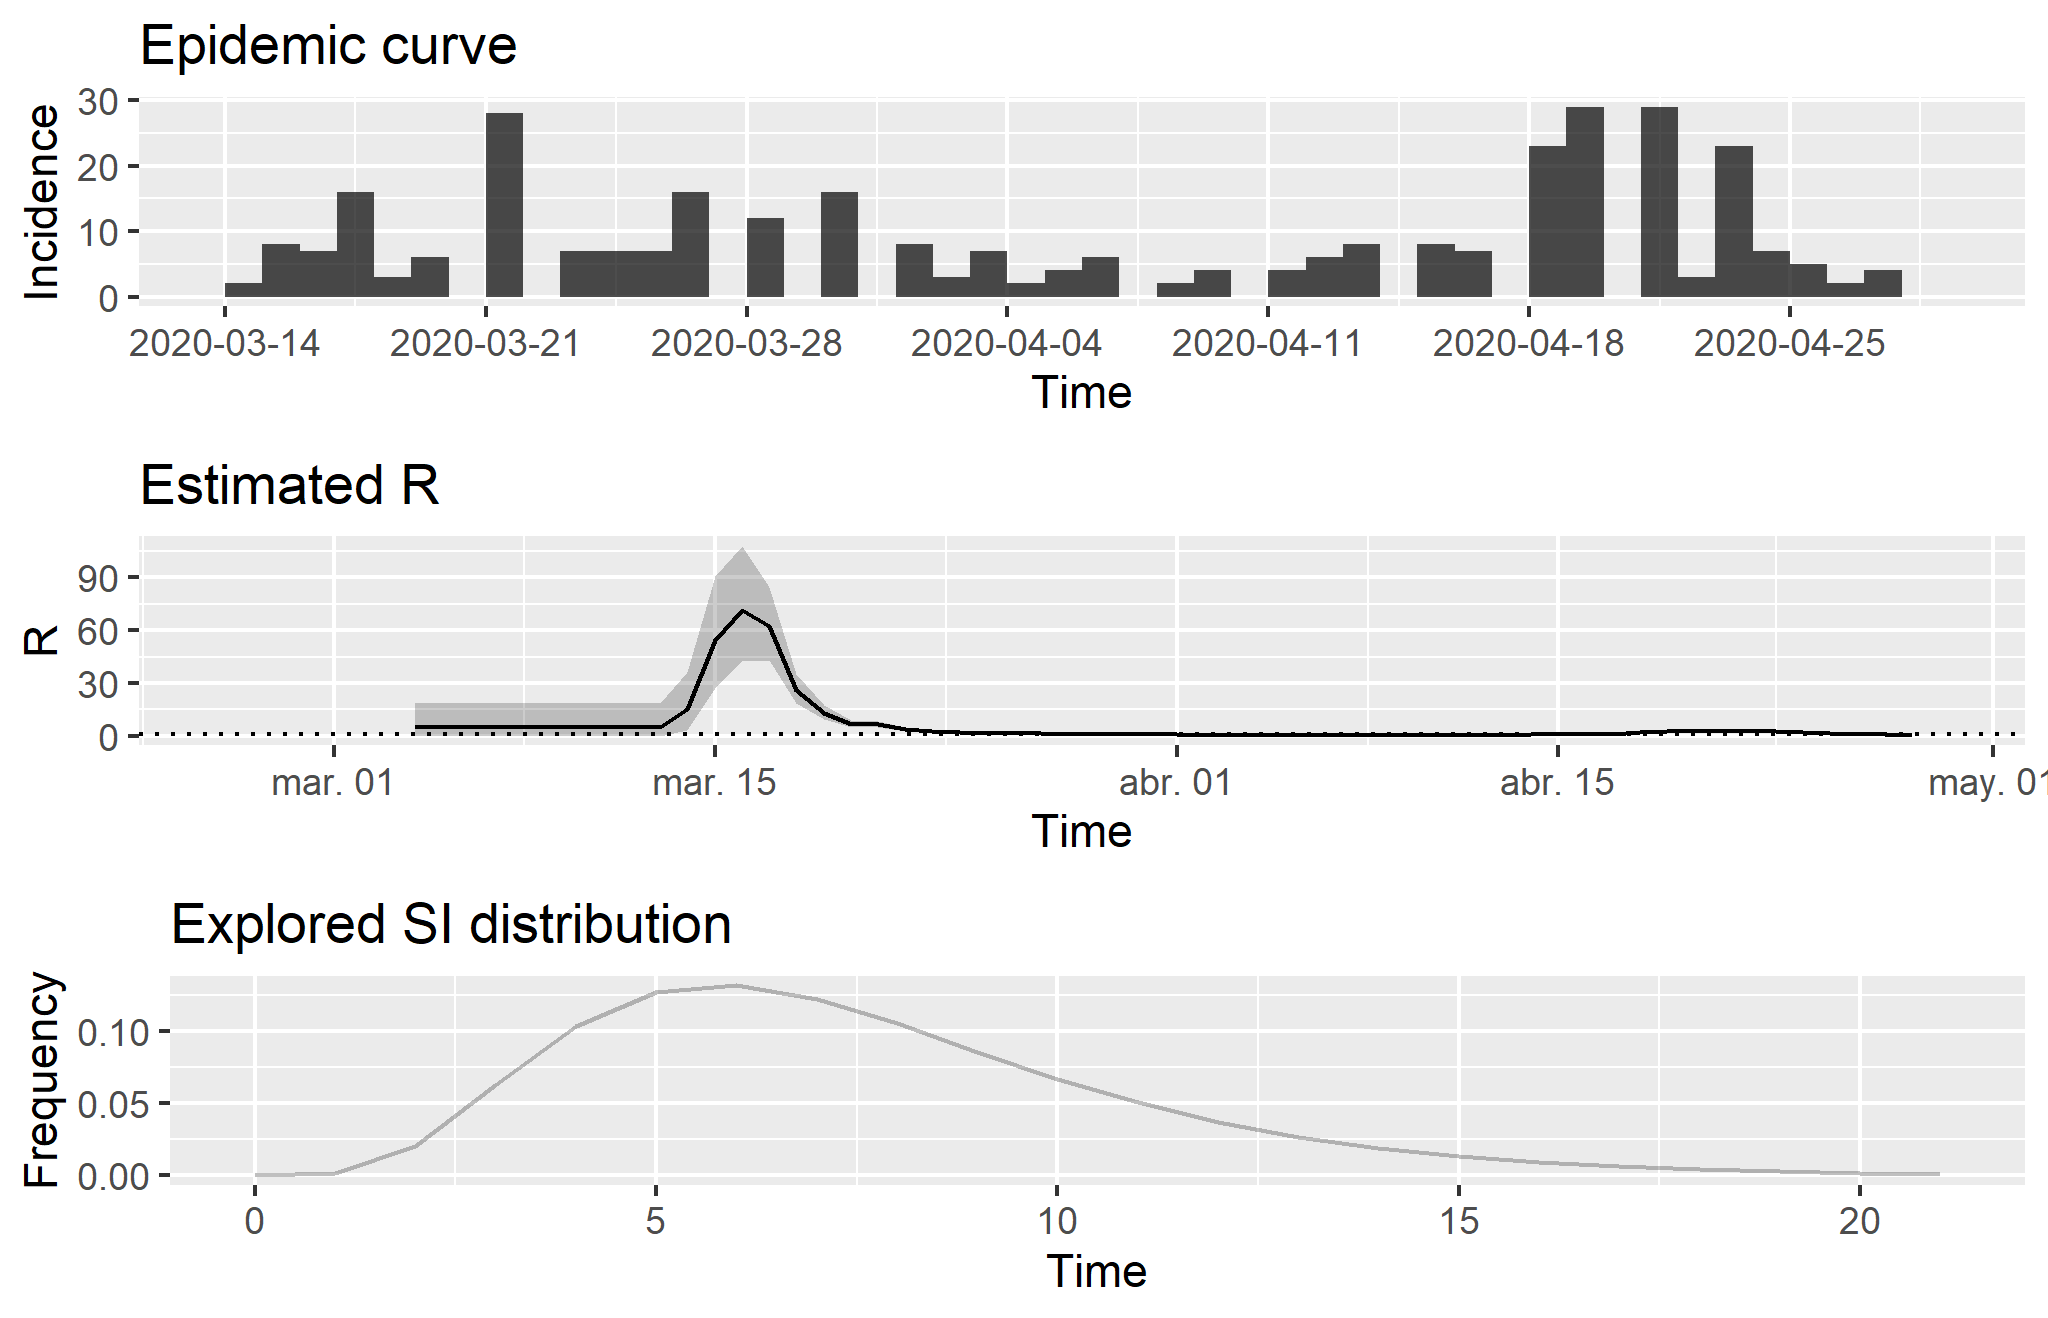 Epidemic curve
Incidence
30
20
10
0
2020-03-14 2020-03-21 2020-03-28 2020-04-04 2020-04-11 2020-04-18 2020-04-25
Time
Estimated R
R
90
60
30
0
mar. 01 mar. 15 abr. 01 abr. 15 may. 01
Time
Explored SI distribution
Frequency
0.10
0.05
0.00
0 5 10 15 20
Time